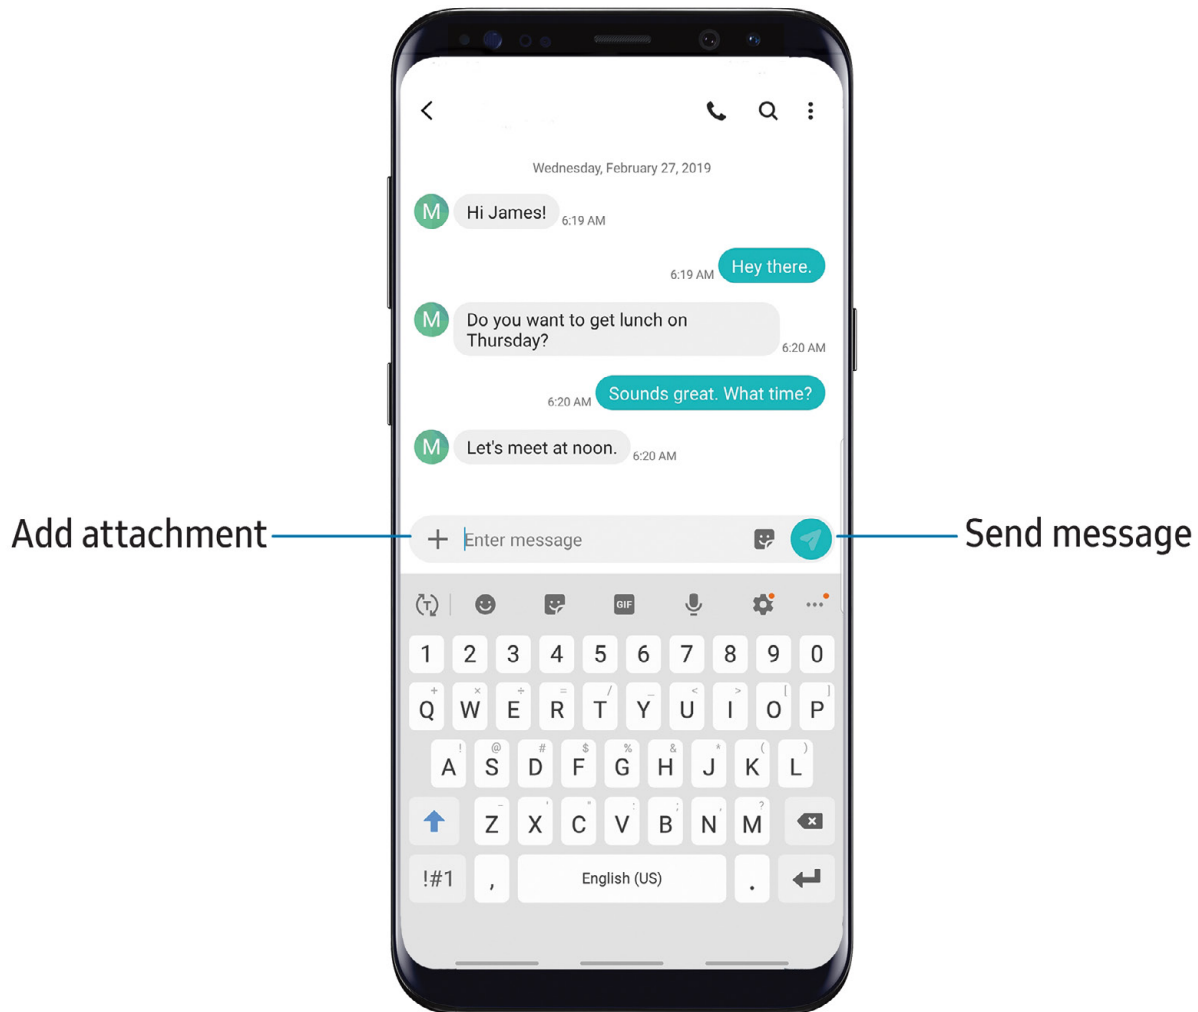 Wednesday, February 27, 2019
M
Hi James!
6:19 AM
6:19 AM
Hey there.
M
Do you want to get lunch on
Thursday?
6:20 AM
6:20 AM
Sounds great. What time?
M
Let's meet at noon.
6:20 AM
Add attachment
+ Enter message
Send message
T
GIF
1 2 3 4 5 6 7 8 9 0
+ × ÷ = / _ < > [ ]
Q W E R T Y U I O P
! @ # $ % & * ( )
A S D F G H J K L
- ' " : ; , ?
Z X C V B N M
!#1 , English (US) .